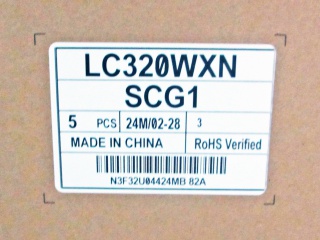 LC320WXN
SCG1
5 PCS 24M/02-28 3
MADE IN CHINA RoHS Verified
N3F32U04424MB 82A